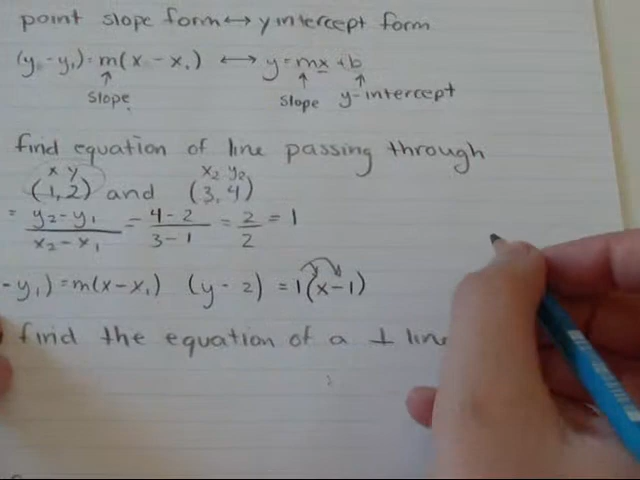 point slope form ↔ y intercept form
(y - y₁) = m(x - x₁) ↔ y = mx + b
↑ ↑ ↑
slope slope y-intercept
find equation of line passing through
x y x₂ y₂
(1, 2) and (3, 4)
= y₂ - y₁ / x₂ - x₁ = 4 - 2 / 3 - 1 = 2 / 2 = 1
- y₁) = m(x - x₁) (y - 2) = 1(x - 1)
find the equation of a ⊥ line